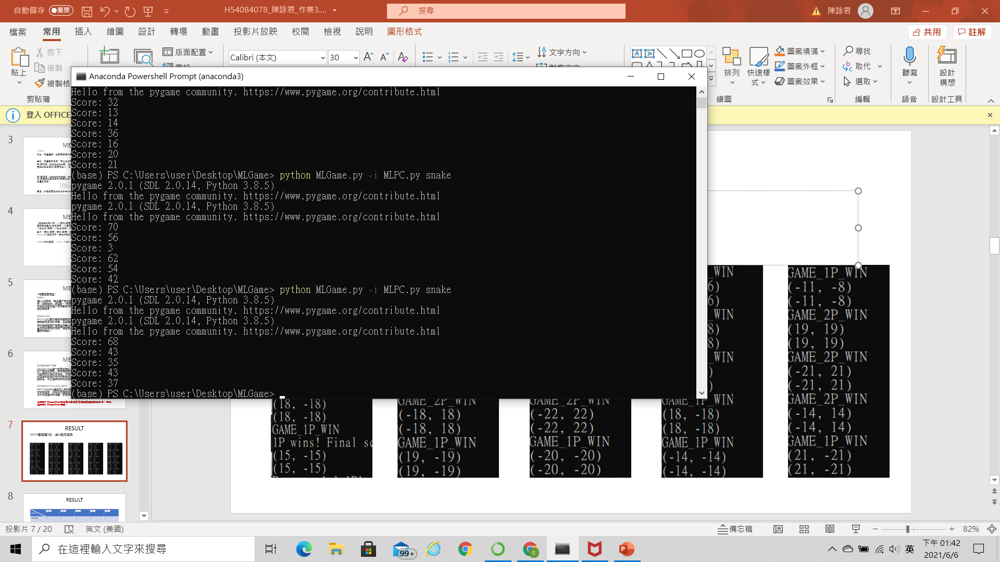 自動儲存
關閉
H54084078_陳詠君_作業3....
搜尋
陳詠君
檔案
常用
插入
繪圖
設計
轉場
動畫
投影片放映
校閱
檢視
說明
圖形格式
共用
註解
貼上
剪下
複製
複製格
剪貼簿
版面配置
Calibri (本文)
30
文字方向
排列
快速樣
式
圖案填滿
圖案外框
圖案效果
繪圖
尋找
取代
選取
編輯
聽寫
語音
設計
構想
設計工具
登入 OFFICE
Anaconda Powershell Prompt (anaconda3)
Hello from the pygame community. https://www.pygame.org/contribute.html
Score: 32
Score: 13
Score: 14
Score: 36
Score: 16
Score: 20
Score: 21
(base) PS C:\Users\user\Desktop\MLGame> python MLGame.py -i MLPC.py snake
pygame 2.0.1 (SDL 2.0.14, Python 3.8.5)
Hello from the pygame community. https://www.pygame.org/contribute.html
pygame 2.0.1 (SDL 2.0.14, Python 3.8.5)
Hello from the pygame community. https://www.pygame.org/contribute.html
Score: 70
Score: 56
Score: 3
Score: 62
Score: 54
Score: 42
(base) PS C:\Users\user\Desktop\MLGame> python MLGame.py -i MLPC.py snake
pygame 2.0.1 (SDL 2.0.14, Python 3.8.5)
Hello from the pygame community. https://www.pygame.org/contribute.html
pygame 2.0.1 (SDL 2.0.14, Python 3.8.5)
Hello from the pygame community. https://www.pygame.org/contribute.html
Score: 68
Score: 43
Score: 35
Score: 43
Score: 37
(base) PS C:\Users\user\Desktop\MLGame>
3
4
5
6
(3) Decision Tree
7
RESULT
8
RESULT
(18, -18)
(18, -18)
GAME_1P_WIN
1P wins! Final sc
(15, -15)
(15, -15)
GAME_2P_WIN
(-18, 18)
(-18, 18)
GAME_1P_WIN
(19, -19)
(19, -19)
GAME_2P_WIN
(-22, 22)
(-22, 22)
GAME_1P_WIN
(-20, -20)
(-20, -20)
_WIN
6)
6)
_WIN
8)
8)
_WIN
)
)
GAME_1P_WIN
(18, -18)
(18, -18)
GAME_1P_WIN
(-14, -14)
(-14, -14)
GAME_1P_WIN
(-11, -8)
(-11, -8)
GAME_2P_WIN
(19, 19)
(19, 19)
GAME_2P_WIN
(-21, 21)
(-21, 21)
GAME_2P_WIN
(-14, 14)
(-14, 14)
GAME_1P_WIN
(21, -21)
(21, -21)
投影片 7 / 20
英文 (美國)
備忘稿
82%
在這裡輸入文字來搜尋
99+
英
下午 01:42
2021/6/6